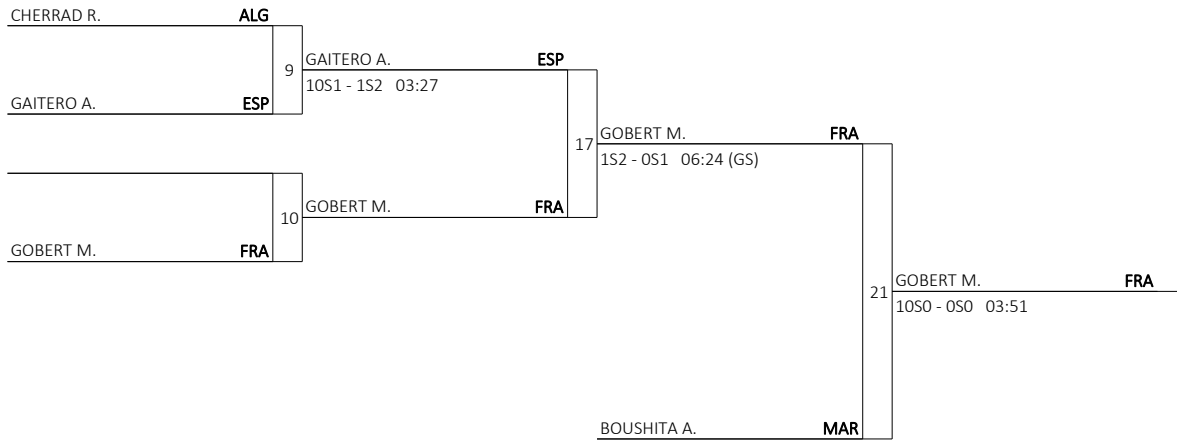 CHERRAD R. ALG
9 GAITERO A. ESP
10S1 - 1S2 03:27
GAITERO A. ESP
17 GOBERT M. FRA
1S2 - 0S1 06:24 (GS)
10 GOBERT M. FRA
GOBERT M. FRA
21 GOBERT M. FRA
10S0 - 0S0 03:51
BOUSHITA A. MAR